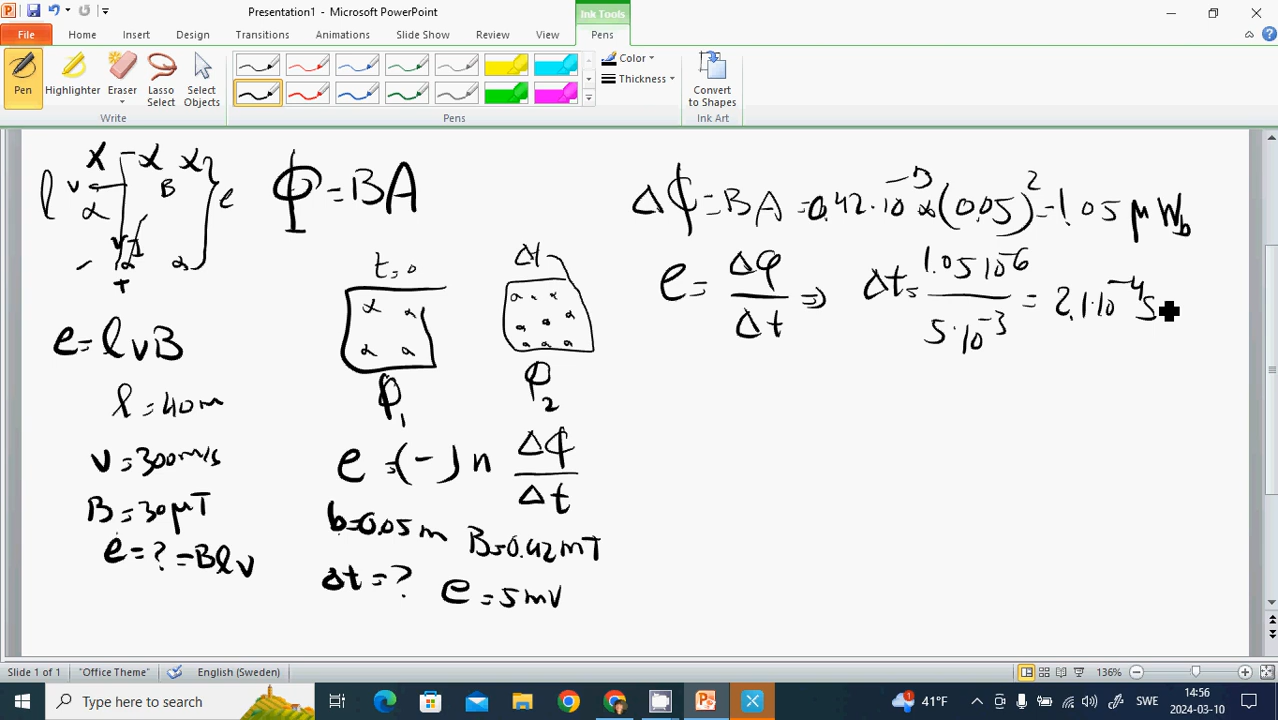 Presentation1 - Microsoft PowerPoint
Ink Tools
File Home Insert Design Transitions Animations Slide Show Review View Pens
Pen
Highlighter
Eraser
Lasso Select
Select Objects
Color
Thickness
Convert to Shapes
Write
Pens
Ink Art
l v B e
v
+
e = l v B
l = 40 m
v = 300 m/s
B = 30 μT
e = ? = B l v
Φ = BA
t = 0
Δt
φ1
φ2
e = (-) n ΔΦ/Δt
b = 0.05 m B = 0.42 mT
Δt = ? e = 5 mV
ΔΦ = BA = 0.42·10^-3 x (0.05)^2 = 1.05 μWb
e = Δφ/Δt ⇒ Δt = 1.05 10^-6 / 5·10^-3 = 2.1·10^-4 s
Slide 1 of 1
"Office Theme"
English (Sweden)
136%
Type here to search
1
41°F
SWE
14:56
2024-03-10